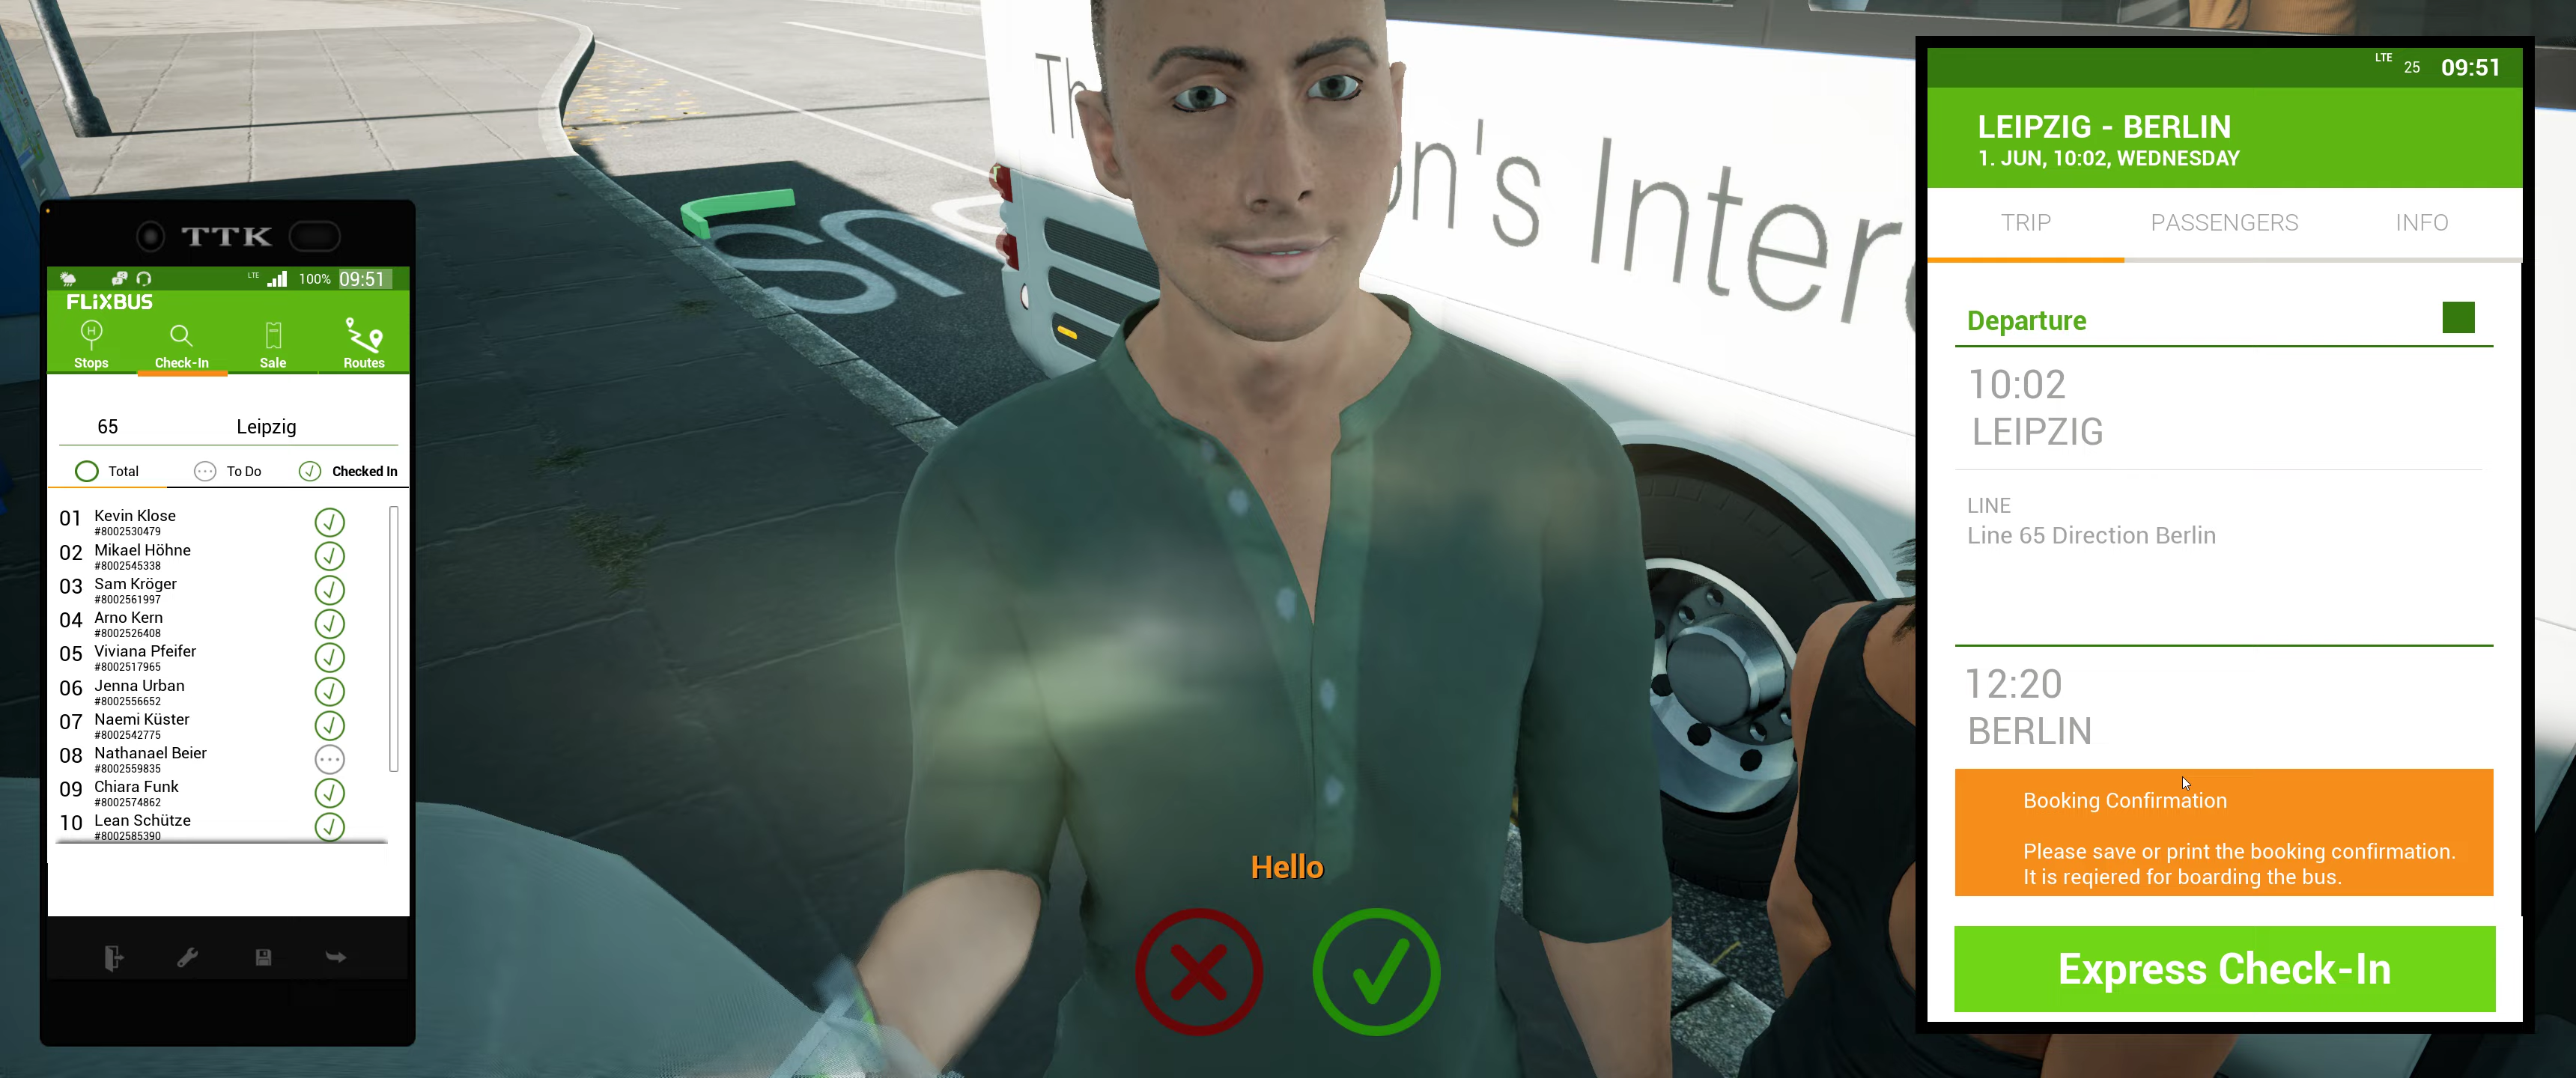 TTK
LTE 100% 09:51
FLiXBUS
Stops Check-In Sale Routes
65 Leipzig
Total To Do Checked In
01 Kevin Klose
#8002530479
02 Mikael Höhne
#8002545338
03 Sam Kröger
#8002561997
04 Arno Kern
#8002526408
05 Viviana Pfeifer
#8002517965
06 Jenna Urban
#8002556652
07 Naemi Küster
#8002542775
08 Nathanael Beier
#8002559835
09 Chiara Funk
#8002574862
10 Lean Schütze
#8002585390
Hello
LTE 25 09:51
LEIPZIG - BERLIN
1. JUN, 10:02, WEDNESDAY
TRIP PASSENGERS INFO
Departure
10:02
LEIPZIG
LINE
Line 65 Direction Berlin
12:20
BERLIN
Booking Confirmation
Please save or print the booking confirmation.
It is reqiered for boarding the bus.
Express Check-In